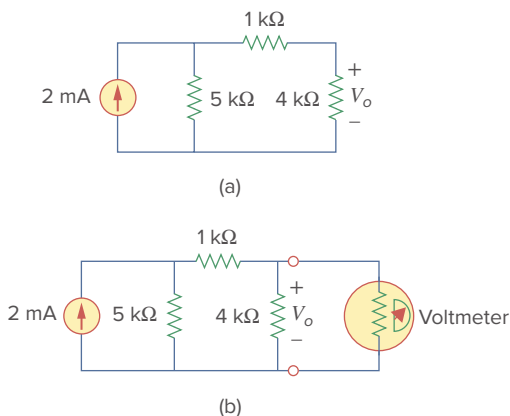 1 kΩ
2 mA
5 kΩ
4 kΩ
+
Vo
−
(a)
1 kΩ
2 mA
5 kΩ
4 kΩ
+
Vo
−
Voltmeter
(b)